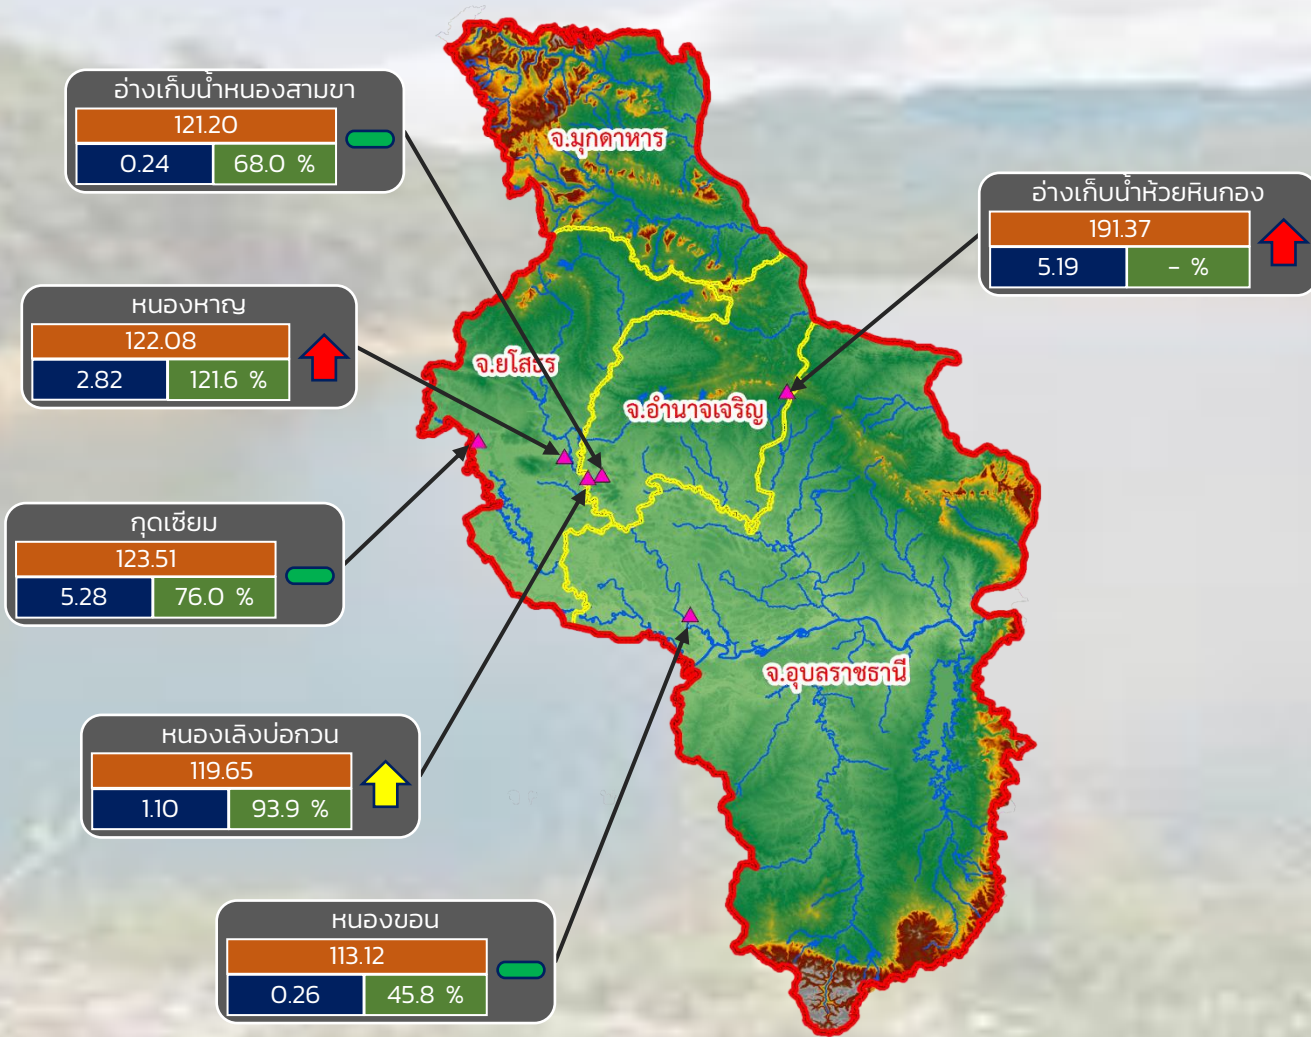 อ่างเก็บน้ำหนองสามขา
121.20
0.24 68.0 %
จ.มุกดาหาร
อ่างเก็บน้ำห้วยหินกอง
191.37
5.19 - %
หนองหาญ
122.08
2.82 121.6 %
จ.ยโสธร
จ.อำนาจเจริญ
กุดเซียม
123.51
5.28 76.0 %
จ.อุบลราชธานี
หนองเลิงบ่อกวน
119.65
1.10 93.9 %
หนองขอน
113.12
0.26 45.8 %